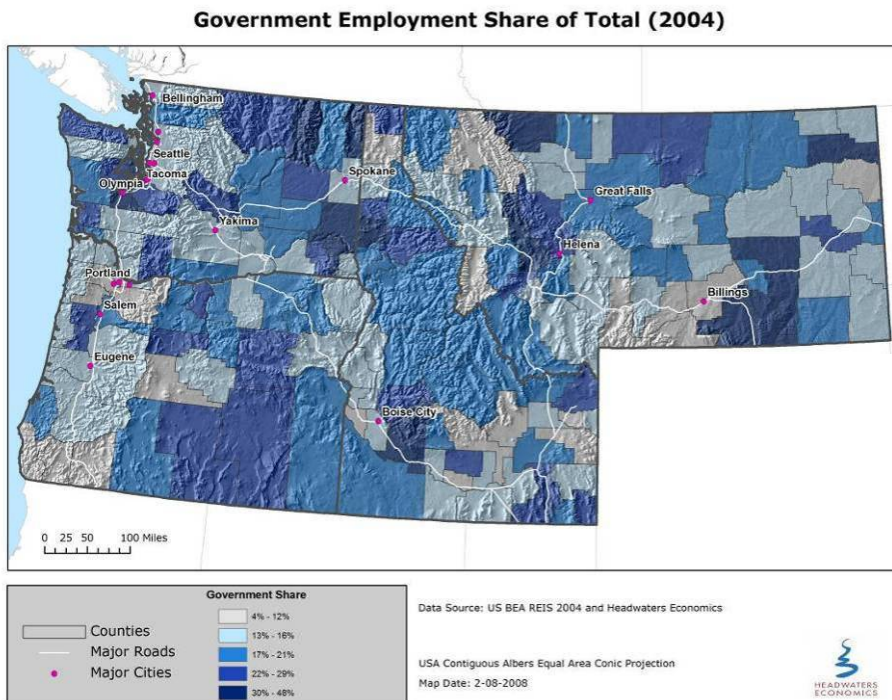 Government Employment Share of Total (2004)
Bellingham
Seattle
Tacoma
Olympia
Spokane
Yakima
Great Falls
Helena
Portland
Salem
Billings
Eugene
Boise City
0 25 50 100 Miles
Counties
Major Roads
Major Cities
Government Share
4% - 12%
13% - 16%
17% - 21%
22% - 29%
30% - 48%
Data Source: US BEA REIS 2004 and Headwaters Economics
USA Contiguous Albers Equal Area Conic Projection
Map Date: 2-08-2008
HEADWATERS
ECONOMICS